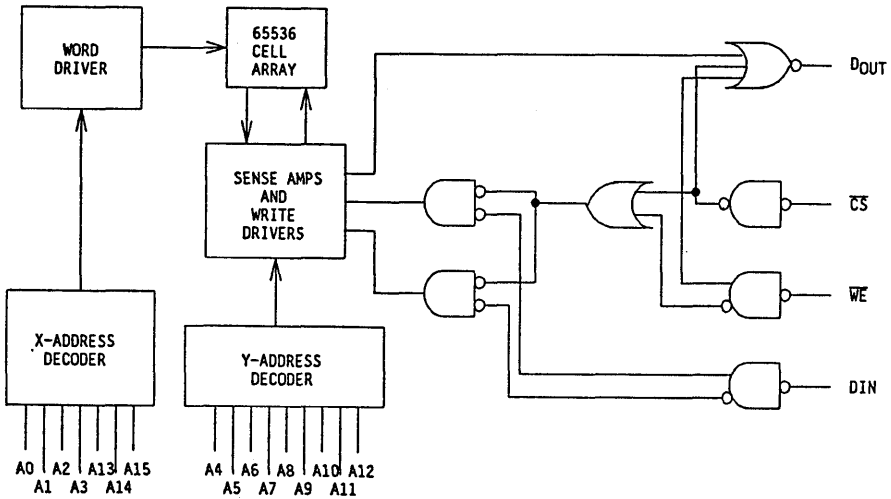 WORD
DRIVER
65536
CELL
ARRAY
DOUT
SENSE AMPS
AND
WRITE
DRIVERS
CS
WE
X-ADDRESS
DECODER
Y-ADDRESS
DECODER
DIN
A0 A2 A13 A15
A1 A3 A14
A4 A6 A8 A10 A12
A5 A7 A9 A11